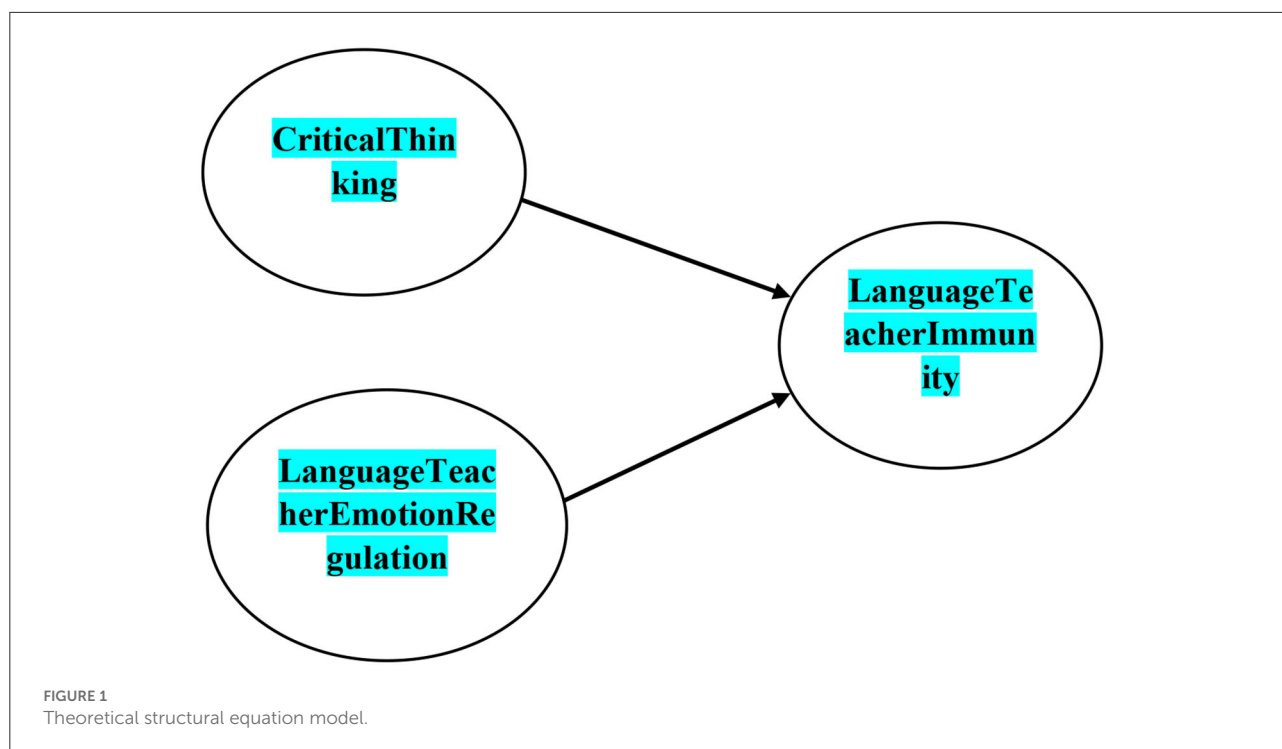 CriticalThin
king
LanguageTe
acherImmun
ity
LanguageTeac
herEmotionRe
gulation
FIGURE 1
Theoretical structural equation model.